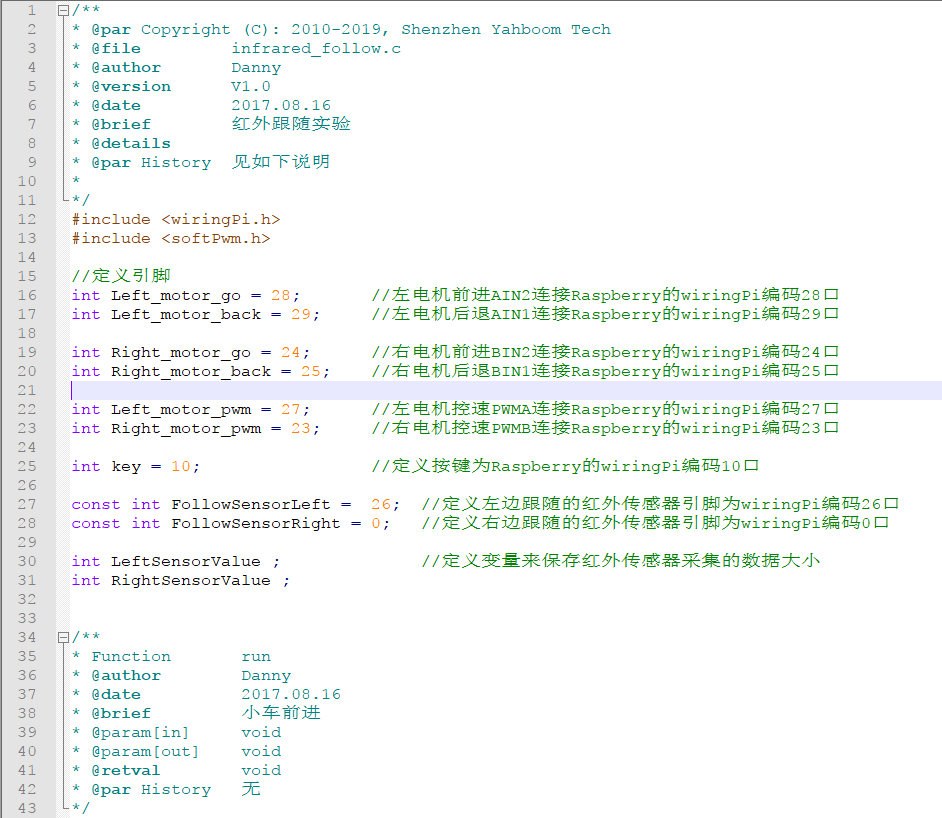 1 /**
2 * @par Copyright (C): 2010-2019, Shenzhen Yahboom Tech
3 * @file         infrared_follow.c
4 * @author       Danny
5 * @version      V1.0
6 * @date         2017.08.16
7 * @brief        红外跟随实验
8 * @details
9 * @par History  见如下说明
10 *
11 */
12 #include <wiringPi.h>
13 #include <softPwm.h>
14
15 //定义引脚
16 int Left_motor_go = 28;       //左电机前进AIN2连接Raspberry的wiringPi编码28口
17 int Left_motor_back = 29;     //左电机后退AIN1连接Raspberry的wiringPi编码29口
18
19 int Right_motor_go = 24;      //右电机前进BIN2连接Raspberry的wiringPi编码24口
20 int Right_motor_back = 25;    //右电机后退BIN1连接Raspberry的wiringPi编码25口
21
22 int Left_motor_pwm = 27;      //左电机控速PWMA连接Raspberry的wiringPi编码27口
23 int Right_motor_pwm = 23;     //右电机控速PWMB连接Raspberry的wiringPi编码23口
24
25 int key = 10;                 //定义按键为Raspberry的wiringPi编码10口
26
27 const int FollowSensorLeft =  26;  //定义左边跟随的红外传感器引脚为wiringPi编码26口
28 const int FollowSensorRight = 0;   //定义右边跟随的红外传感器引脚为wiringPi编码0口
29
30 int LeftSensorValue ;              //定义变量来保存红外传感器采集的数据大小
31 int RightSensorValue ;
32
33
34 /**
35 * Function       run
36 * @author        Danny
37 * @date          2017.08.16
38 * @brief         小车前进
39 * @param[in]     void
40 * @param[out]    void
41 * @retval        void
42 * @par History   无
43 */